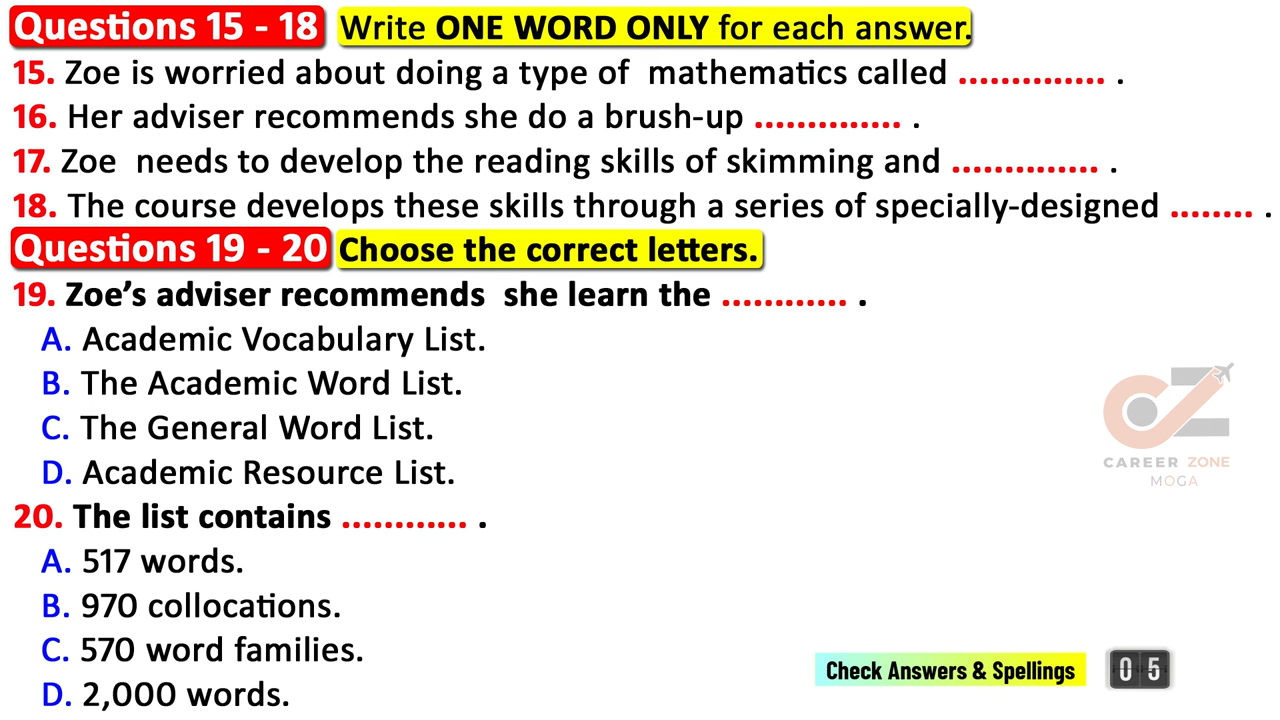 Questions 15 - 18 Write ONE WORD ONLY for each answer.
15. Zoe is worried about doing a type of mathematics called .............. .
16. Her adviser recommends she do a brush-up .............. .
17. Zoe needs to develop the reading skills of skimming and .............. .
18. The course develops these skills through a series of specially-designed ........ .
Questions 19 - 20 Choose the correct letters.
19. Zoe’s adviser recommends she learn the ............ .
A. Academic Vocabulary List.
B. The Academic Word List.
C. The General Word List.
D. Academic Resource List.
20. The list contains ............ .
A. 517 words.
B. 970 collocations.
C. 570 word families.
D. 2,000 words.
CZ
CAREER ZONE
MOGA
Check Answers & Spellings 05